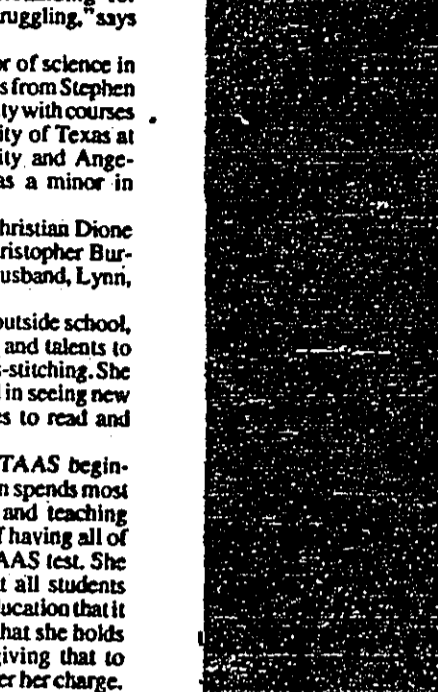 ruggling," says
r of science in
s from Stephen
ty with courses
ity of Texas at
ity and Ange-
as a minor in
hristian Dione
ristopher Bur-
usband, Lynn,
outside school,
and talents to
s-stitching. She
l in seeing new
es to read and
TAAS begin-
n spends most
and teaching
f having all of
AAS test. She
t all students
lucation that it
hat she holds
iving that to
er her charge.